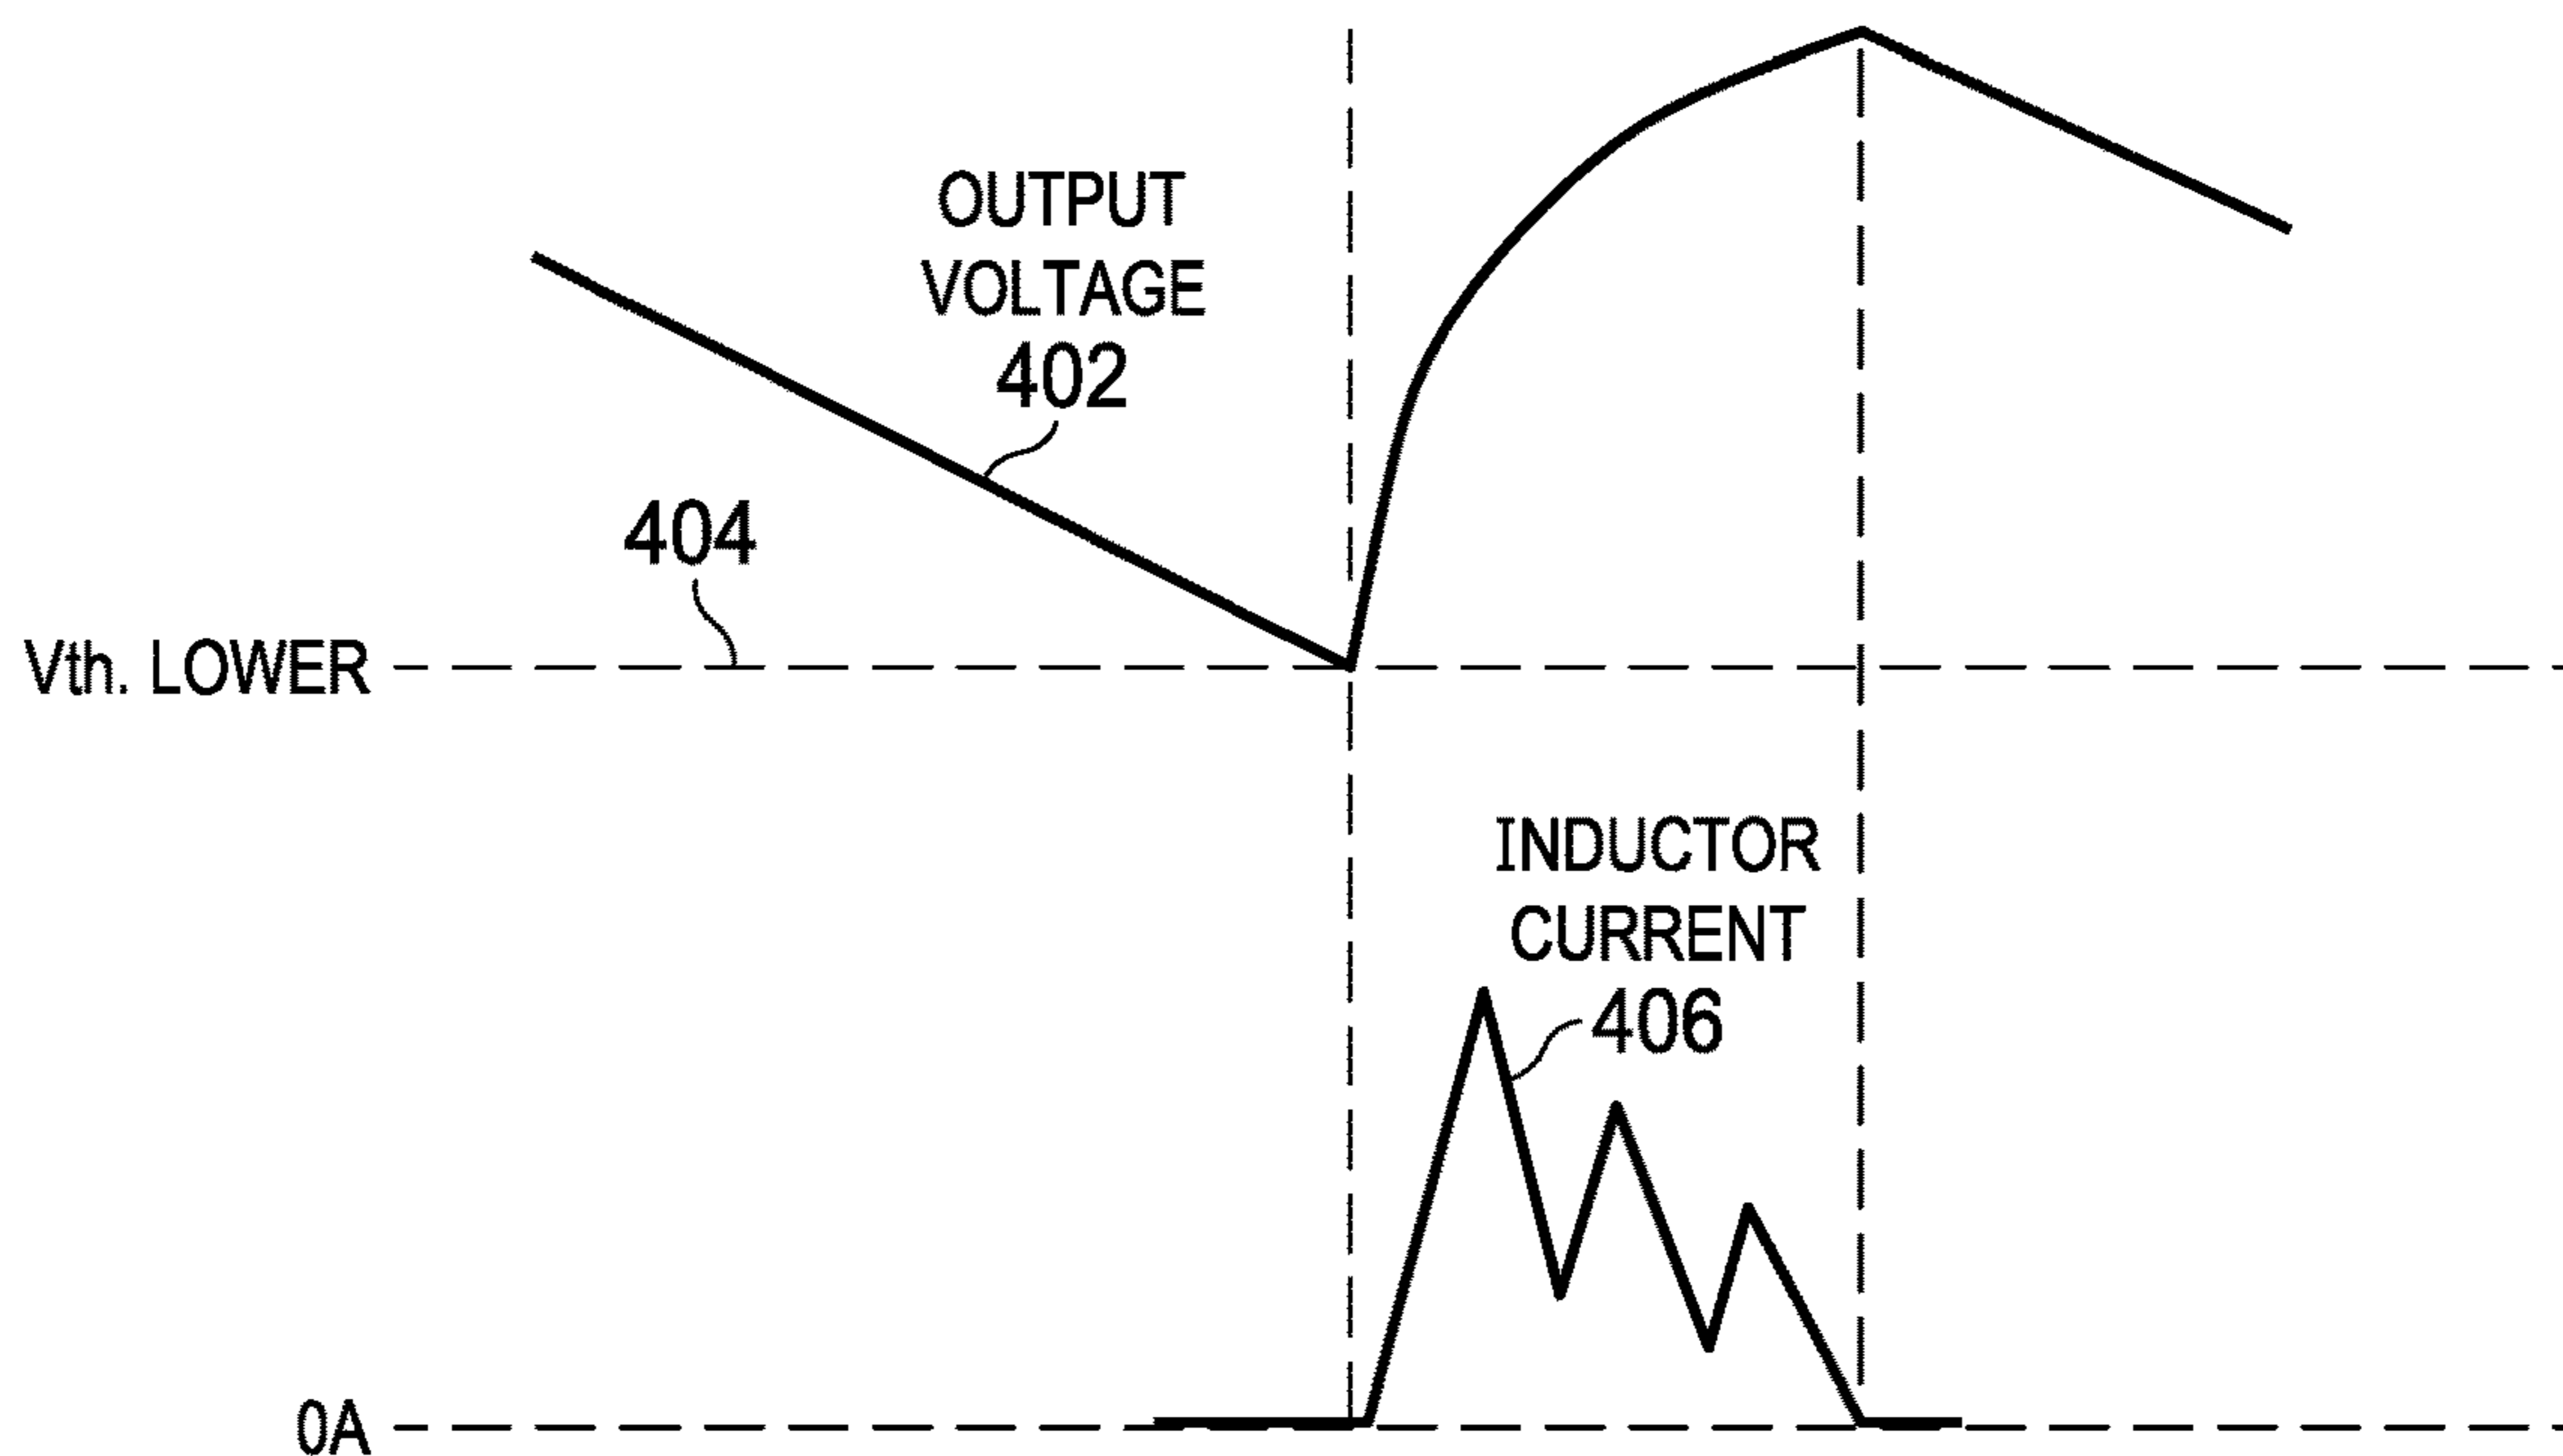 OUTPUT
VOLTAGE
402
404
Vth. LOWER
INDUCTOR
CURRENT
406
0A